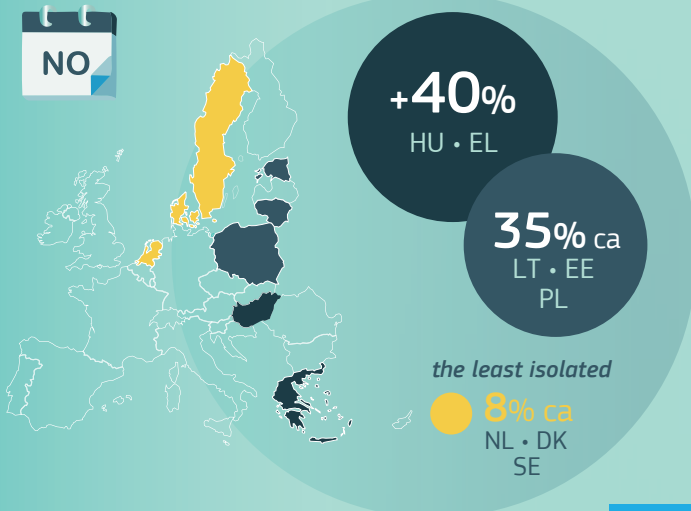 NO
+40%
HU • EL
35% ca
LT • EE
PL
the least isolated
8% ca
NL • DK
SE